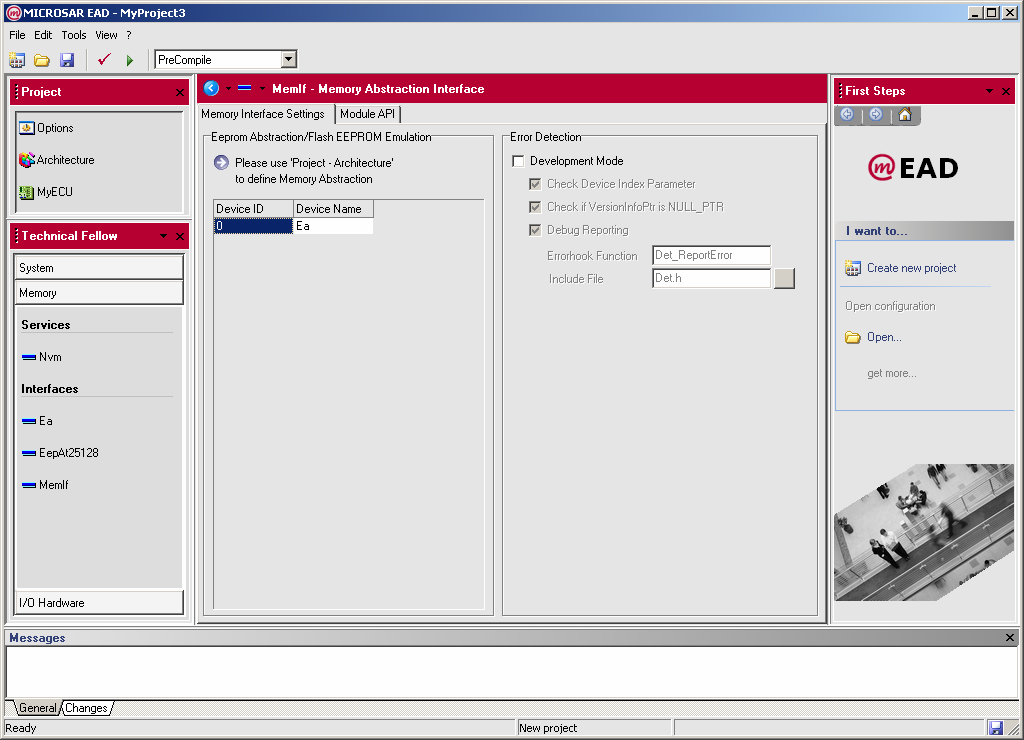 MICROSAR EAD - MyProject3
File Edit Tools View ?
PreCompile
Project
Options
Architecture
MyECU
Technical Fellow
System
Memory
Services
Nvm
Interfaces
Ea
EepAt25128
MemIf
I/O Hardware
MemIf - Memory Abstraction Interface
Memory Interface Settings Module API
Eeprom Abstraction/Flash EEPROM Emulation
Please use 'Project - Architecture'
to define Memory Abstraction
Device ID Device Name
0 Ea
Error Detection
Development Mode
Check Device Index Parameter
Check if VersionInfoPtr is NULL_PTR
Debug Reporting
Errorhook Function Det_ReportError
Include File Det.h
First Steps
m EAD
I want to...
Create new project
Open configuration
Open...
get more...
Messages
General Changes
Ready New project